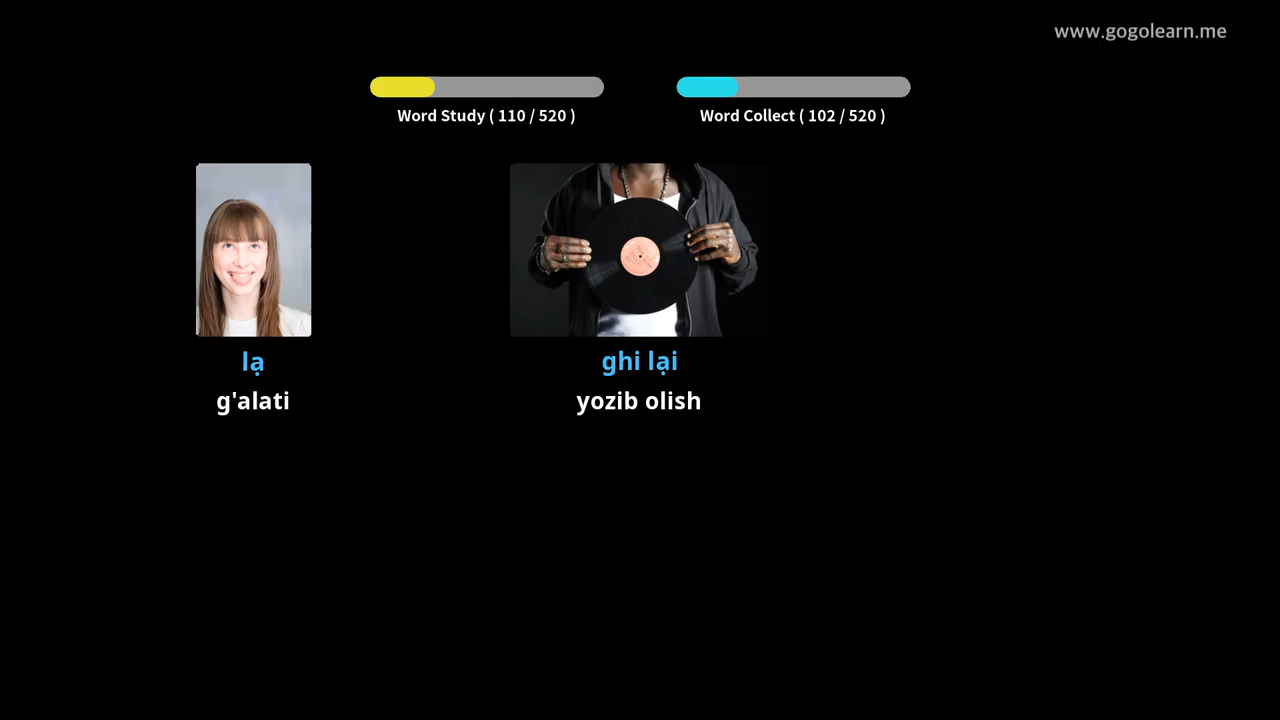 www.gogolearn.me
Word Study ( 110 / 520 )
Word Collect ( 102 / 520 )
lạ
ghi lại
g'alati
yozib olish